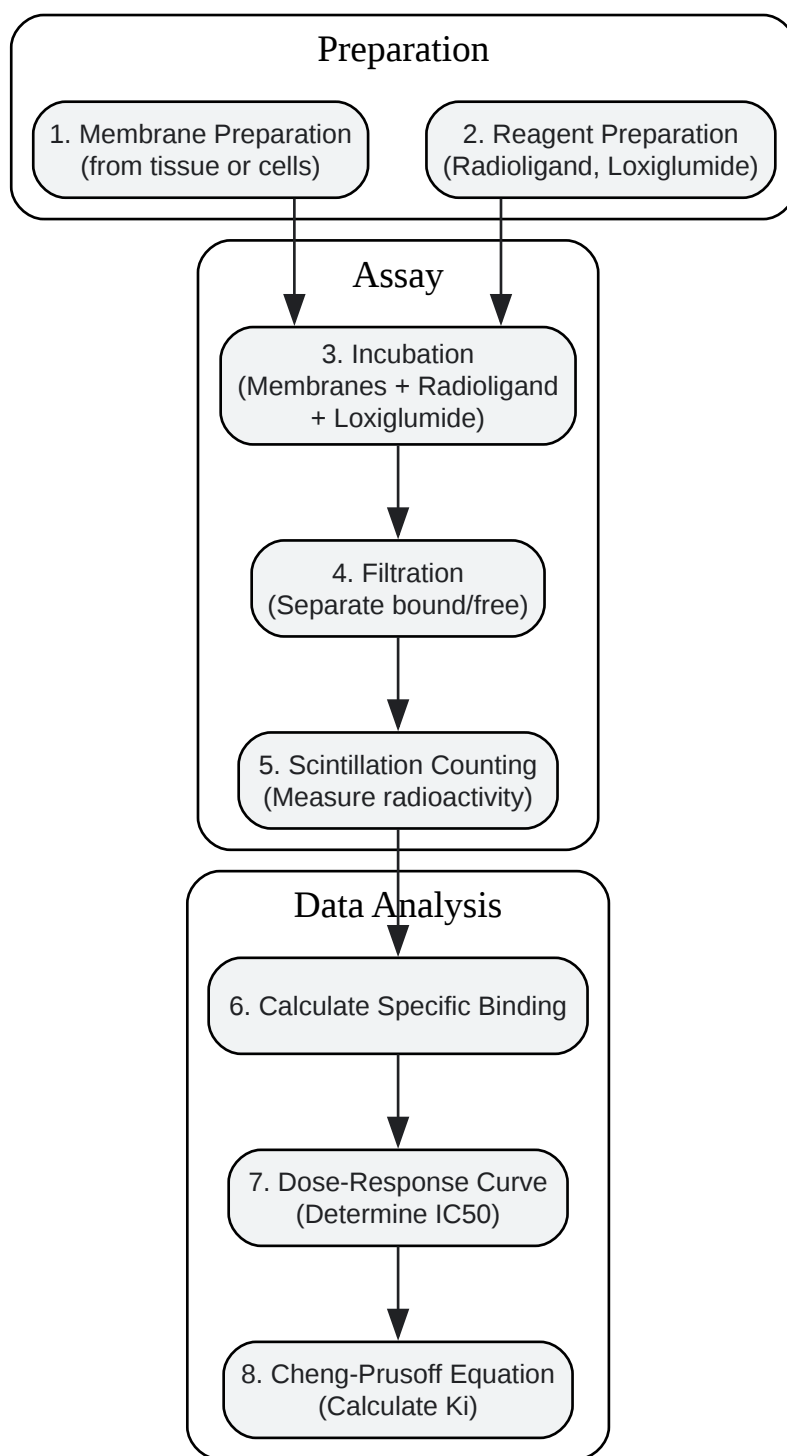 Preparation
1. Membrane Preparation
(from tissue or cells)
2. Reagent Preparation
(Radioligand, Loxiglumide)
Assay
3. Incubation
(Membranes + Radioligand
+ Loxiglumide)
4. Filtration
(Separate bound/free)
5. Scintillation Counting
(Measure radioactivity)
Data Analysis
6. Calculate Specific Binding
7. Dose-Response Curve
(Determine IC50)
8. Cheng-Prusoff Equation
(Calculate Ki)